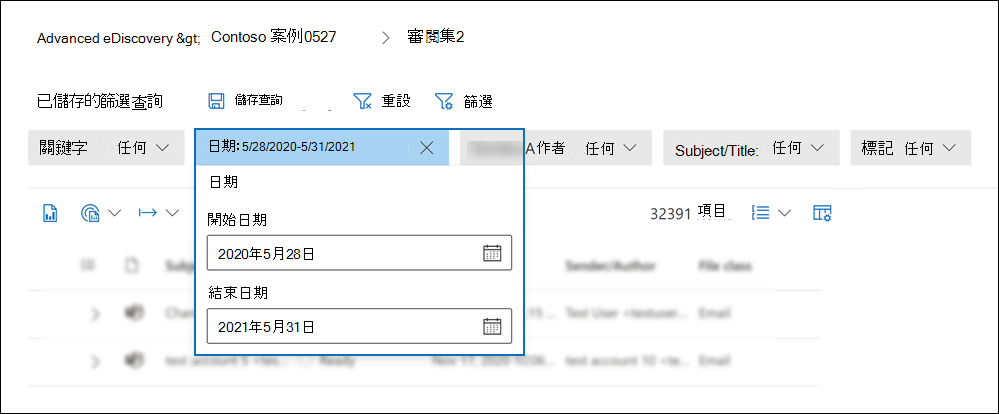 Advanced eDiscovery &gt; Contoso 案例0527 > 審閱集2
已儲存的篩選查詢 儲存查詢 重設 篩選
關鍵字 任何 日期: 5/28/2020-5/31/2021 A作者 任何 Subject/Title: 任何 標記 任何
日期
32391 項目
開始日期
2020年5月28日
Sender/Author File class
結束日期
15 Test User <testuser... Email
2021年5月31日
test account 5 <tes... Ready Nov 17, 2020 10:06... test account 10 <te... Email